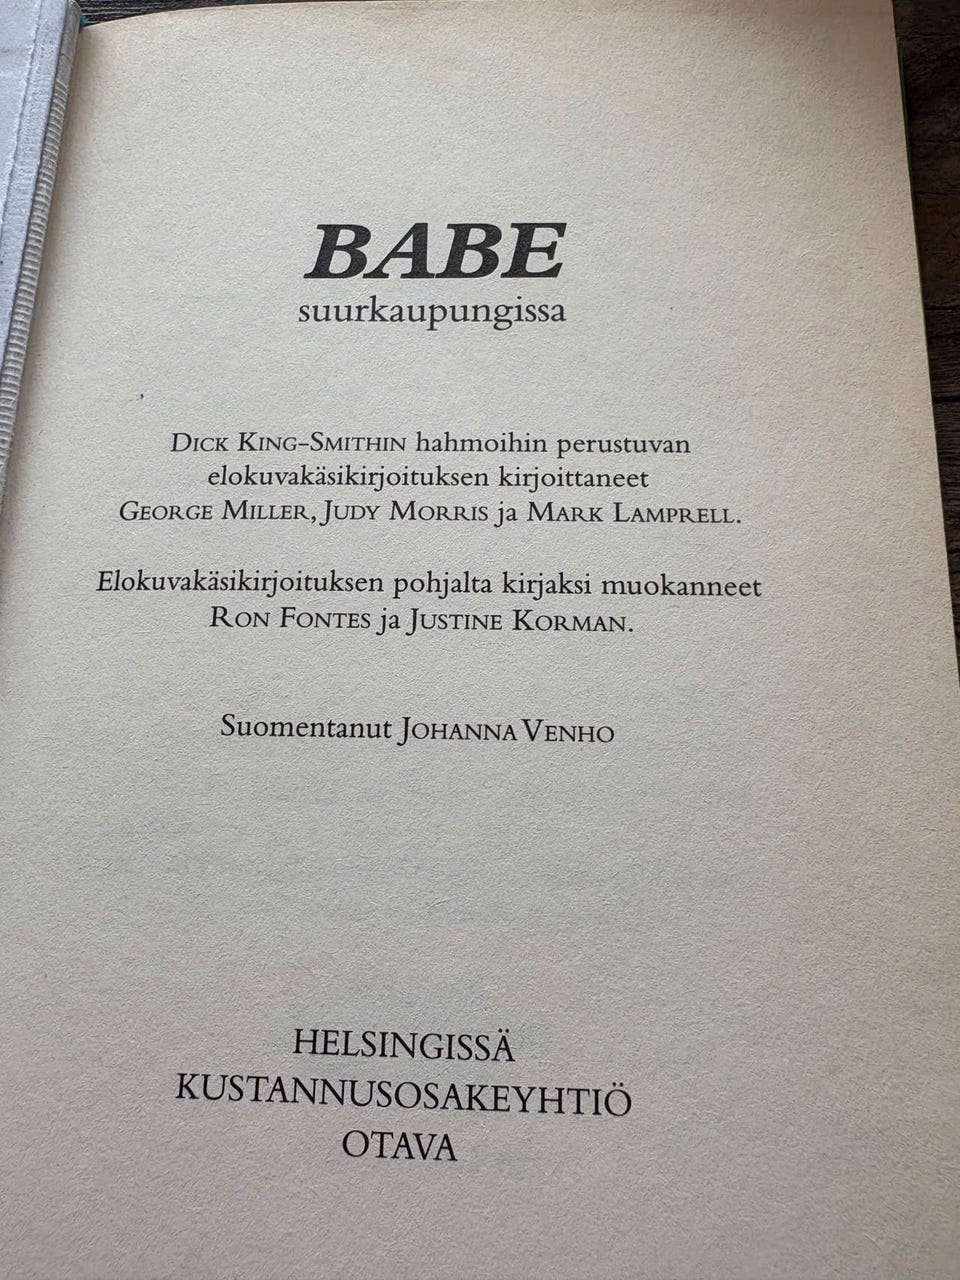 BABE
suurkaupungissa
DICK KING-SMITHIN hahmoihin perustuvan
elokuvakäsikirjoituksen kirjoittaneet
GEORGE MILLER, JUDY MORRIS ja MARK LAMPRELL.
Elokuvakäsikirjoituksen pohjalta kirjaksi muokanneet
RON FONTES ja JUSTINE KORMAN.
Suomentanut JOHANNA VENHO
HELSINGISSÄ
KUSTANNUSOSAKEYHTIÖ
OTAVA